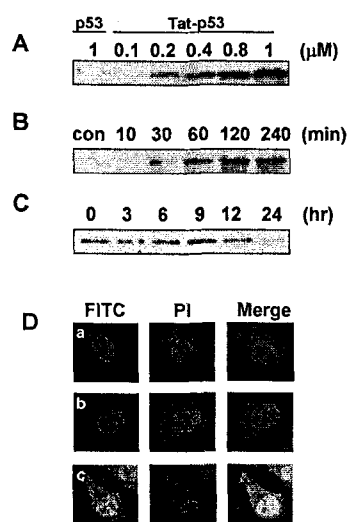 A
p53 Tat-p53
1 0.1 0.2 0.4 0.8 1 (μM)
B
con 10 30 60 120 240 (min)
C
0 3 6 9 12 24 (hr)
D
FITC PI Merge
a
b
c